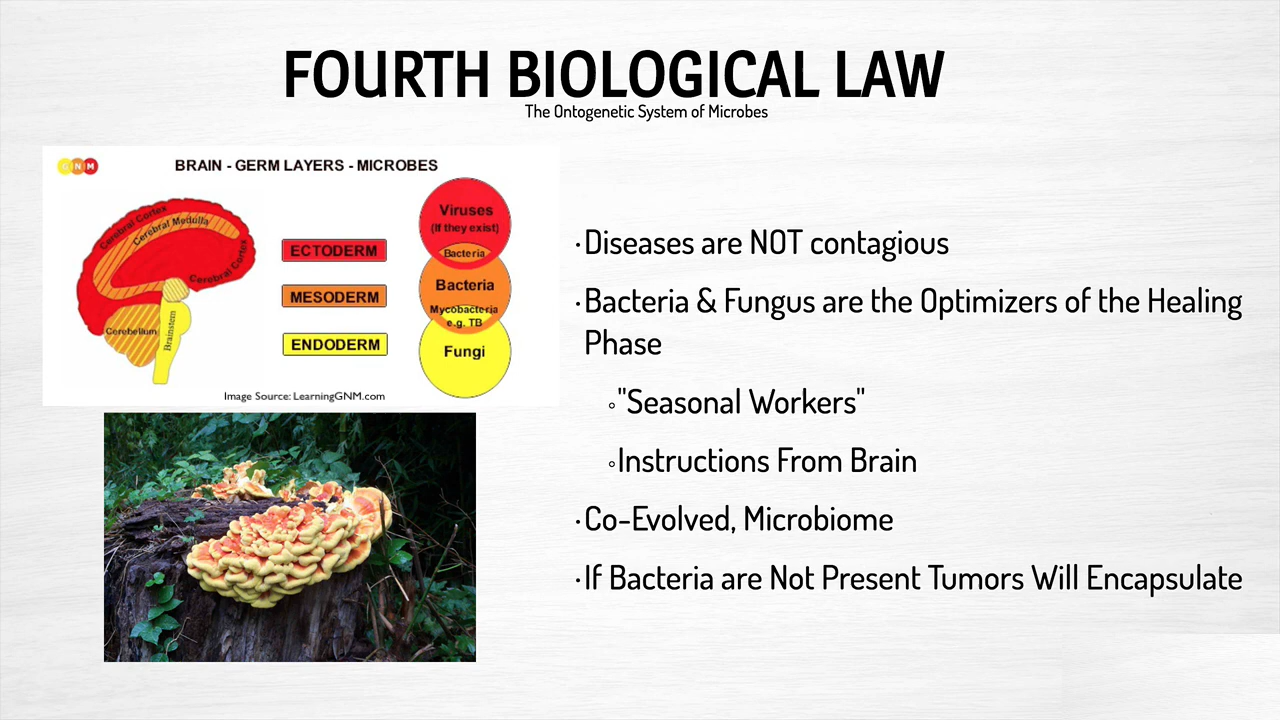 FOURTH BIOLOGICAL LAW
The Ontogenetic System of Microbes
G N M
BRAIN - GERM LAYERS - MICROBES
Cerebral Cortex
Cerebral Medulla
Cerebral Cortex
Cerebellum
Brainstem
ECTODERM
MESODERM
ENDODERM
Viruses
(If they exist)
Bacteria
Bacteria
Mycobacteria
e.g. TB
Fungi
Image Source: LearningGNM.com
·Diseases are NOT contagious
·Bacteria & Fungus are the Optimizers of the Healing
Phase
◦"Seasonal Workers"
◦Instructions From Brain
·Co-Evolved, Microbiome
·If Bacteria are Not Present Tumors Will Encapsulate